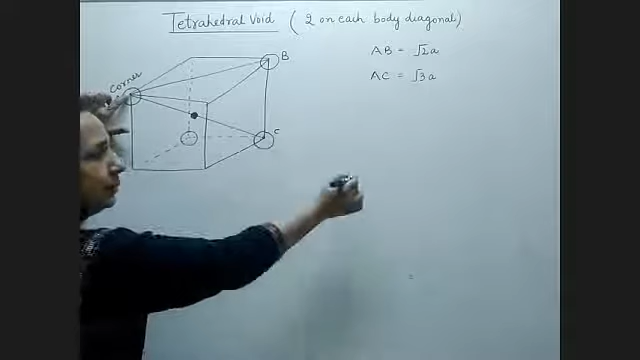 Tetrahedral Void ( 2 on each body diagonal)
AB = √2a
AC = √3a
Corner
B
C